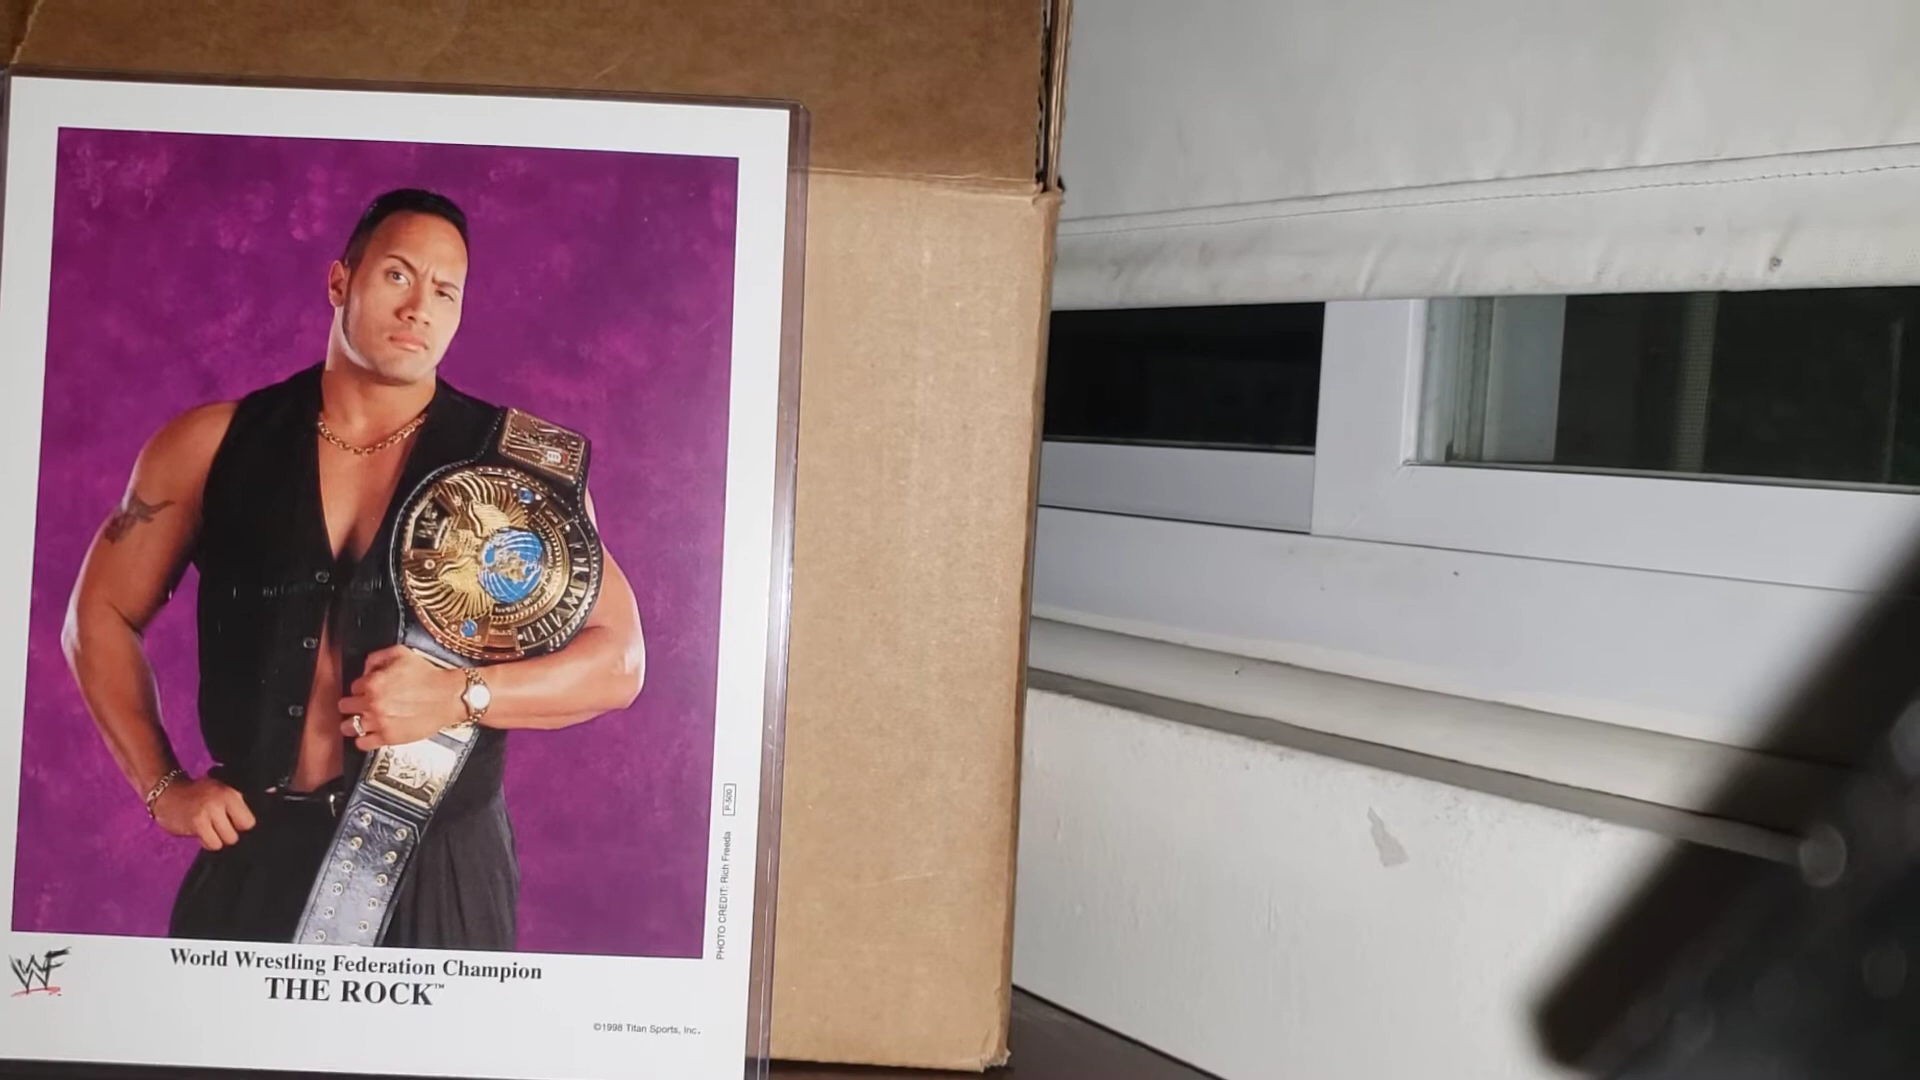 P-500
PHOTO CREDIT: Rich Freeda
WF
World Wrestling Federation Champion
THE ROCK™
©1998 Titan Sports, Inc.